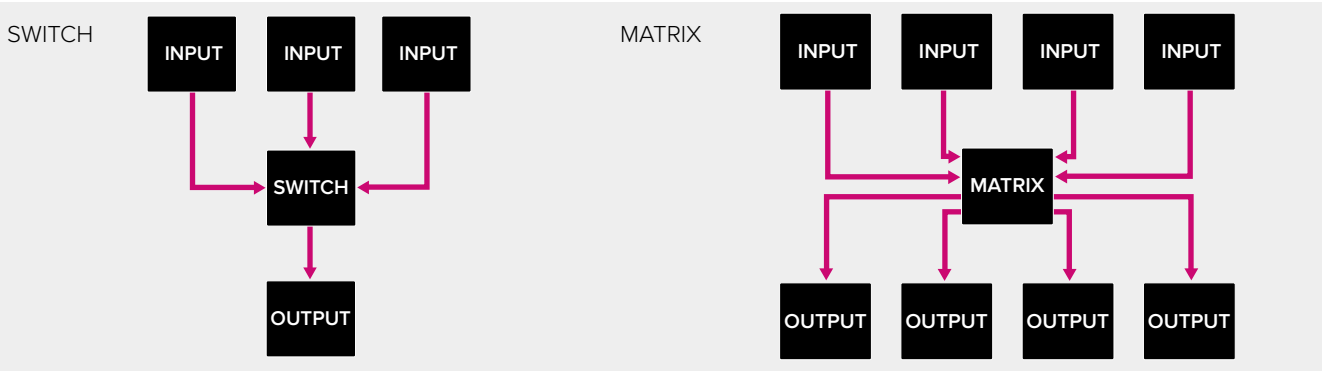 SWITCH
INPUT INPUT INPUT
SWITCH
OUTPUT
MATRIX
INPUT INPUT INPUT INPUT
MATRIX
OUTPUT OUTPUT OUTPUT OUTPUT